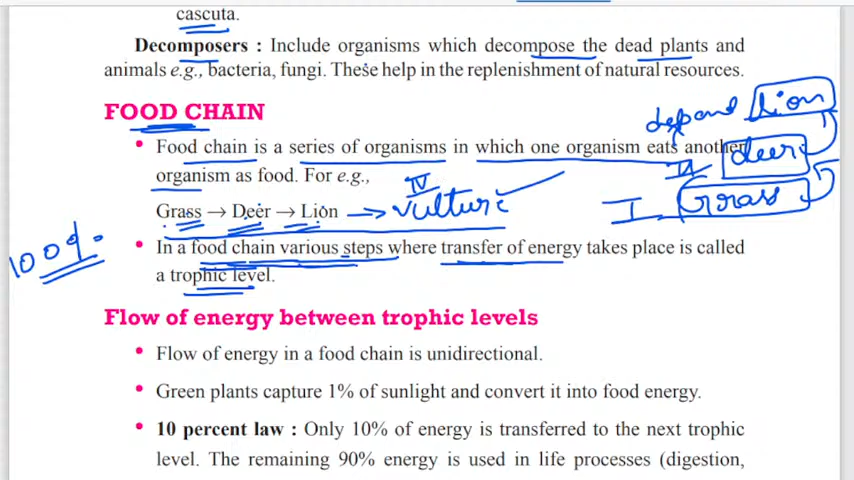 cascuta.
Decomposers : Include organisms which decompose the dead plants and
animals e.g., bacteria, fungi. These help in the replenishment of natural resources.
FOOD CHAIN
depend Lion
• Food chain is a series of organisms in which one organism eats another
II deer
organism as food. For e.g.,
IV
I Grass
Grass → Deer → Lion → vulture
100%
• In a food chain various steps where transfer of energy takes place is called
a trophic level.
Flow of energy between trophic levels
• Flow of energy in a food chain is unidirectional.
• Green plants capture 1% of sunlight and convert it into food energy.
• 10 percent law : Only 10% of energy is transferred to the next trophic
level. The remaining 90% energy is used in life processes (digestion,